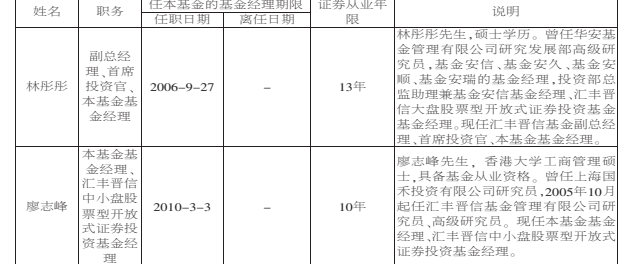 姓名
职务
任本基金的基金经理期限
任职日期
离任日期
证券从业年
限
说明
林彤彤
副总经
理、首席
投资官、
本基金基
金经理
2006-9-27
-
13年
林彤彤先生,硕士学历。曾任华安基
金管理有限公司研究发展部高级研
究员,基金安信、基金安久、基金安
顺、基金安瑞的基金经理,投资部总
监助理兼基金安信基金经理、汇丰晋
信大盘股票型开放式证券投资基金
基金经理。现任汇丰晋信基金副总经
理、首席投资官、本基金基金经理。
廖志峰
本基金基
金经理、
汇丰晋信
中小盘股
票型开放
式证券投
资基金经
理
2010-3-3
-
10年
廖志峰先生，香港大学工商管理硕
士,具备基金从业资格。曾任上海国
禾投资有限公司研究员,2005年10月
起任汇丰晋信基金管理有限公司研
究员、高级研究员。现任本基金基金
经理、汇丰晋信中小盘股票型开放式
证券投资基金经理。